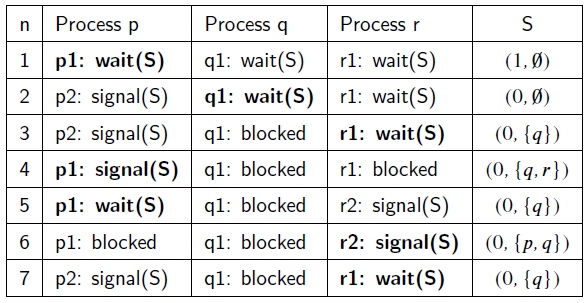 n Process p Process q Process r S
1 p1: wait(S) q1: wait(S) r1: wait(S) (1,∅)
2 p2: signal(S) q1: wait(S) r1: wait(S) (0,∅)
3 p2: signal(S) q1: blocked r1: wait(S) (0, {q})
4 p1: signal(S) q1: blocked r1: blocked (0, {q,r})
5 p1: wait(S) q1: blocked r2: signal(S) (0, {q})
6 p1: blocked q1: blocked r2: signal(S) (0, {p,q})
7 p2: signal(S) q1: blocked r1: wait(S) (0, {q})